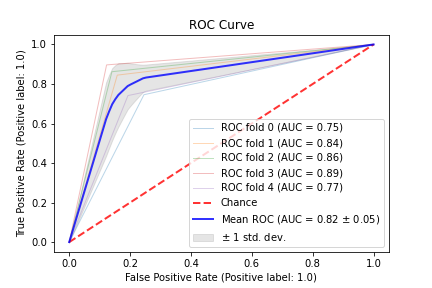 ROC Curve
True Positive Rate (Positive label: 1.0)
1.0
0.8
0.6
0.4
0.2
0.0
ROC fold 0 (AUC = 0.75)
ROC fold 1 (AUC = 0.84)
ROC fold 2 (AUC = 0.86)
ROC fold 3 (AUC = 0.89)
ROC fold 4 (AUC = 0.77)
Chance
Mean ROC (AUC = 0.82 ± 0.05)
± 1 std. dev.
0.0 0.2 0.4 0.6 0.8 1.0
False Positive Rate (Positive label: 1.0)